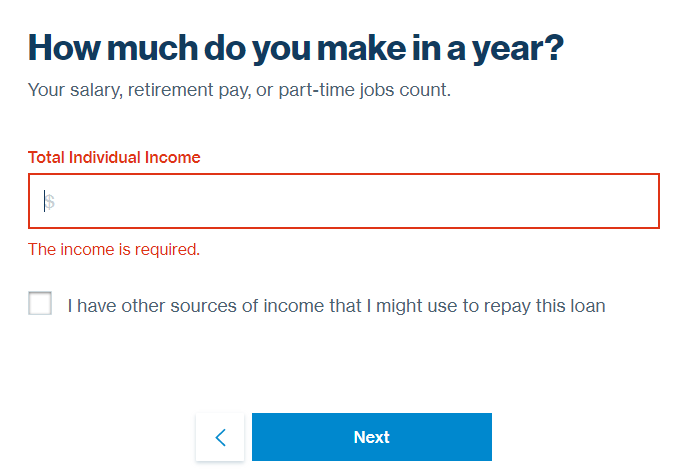 How much do you make in a year?
Your salary, retirement pay, or part-time jobs count.
Total Individual Income
$
The income is required.
I have other sources of income that I might use to repay this loan
Next